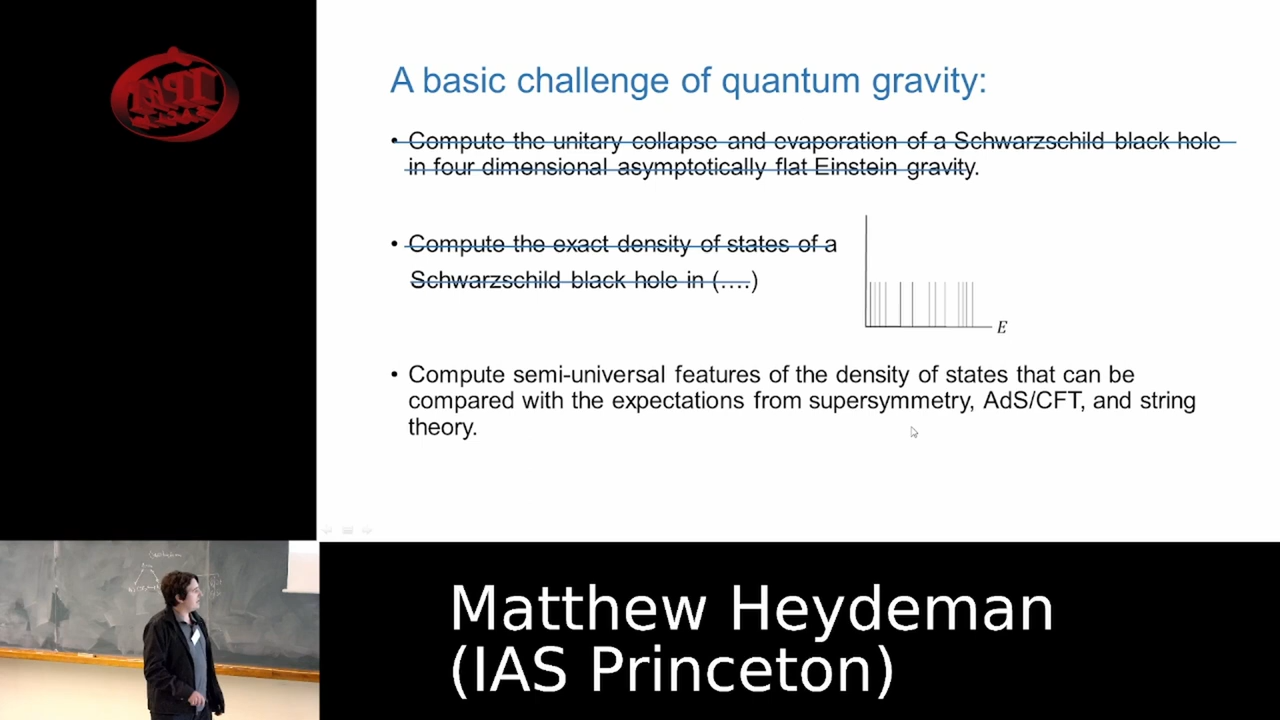 A basic challenge of quantum gravity:
• Compute the unitary collapse and evaporation of a Schwarzschild black hole
in four dimensional asymptotically flat Einstein gravity.
• Compute the exact density of states of a
Schwarzschild black hole in (....)
E
• Compute semi-universal features of the density of states that can be
compared with the expectations from supersymmetry, AdS/CFT, and string
theory.
Matthew Heydeman
(IAS Princeton)